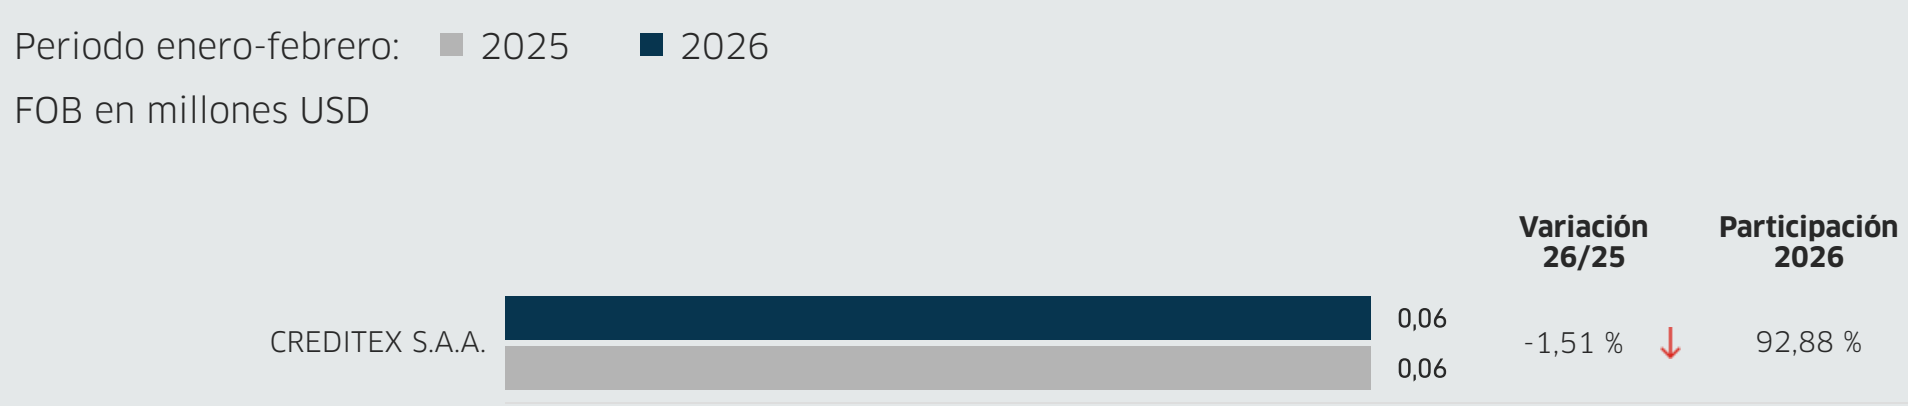 Periodo enero-febrero: 2025 2026
FOB en millones USD
Variación Participación
26/25 2026
0,06
CREDITEX S.A.A. -1,51 % 92,88 %
0,06